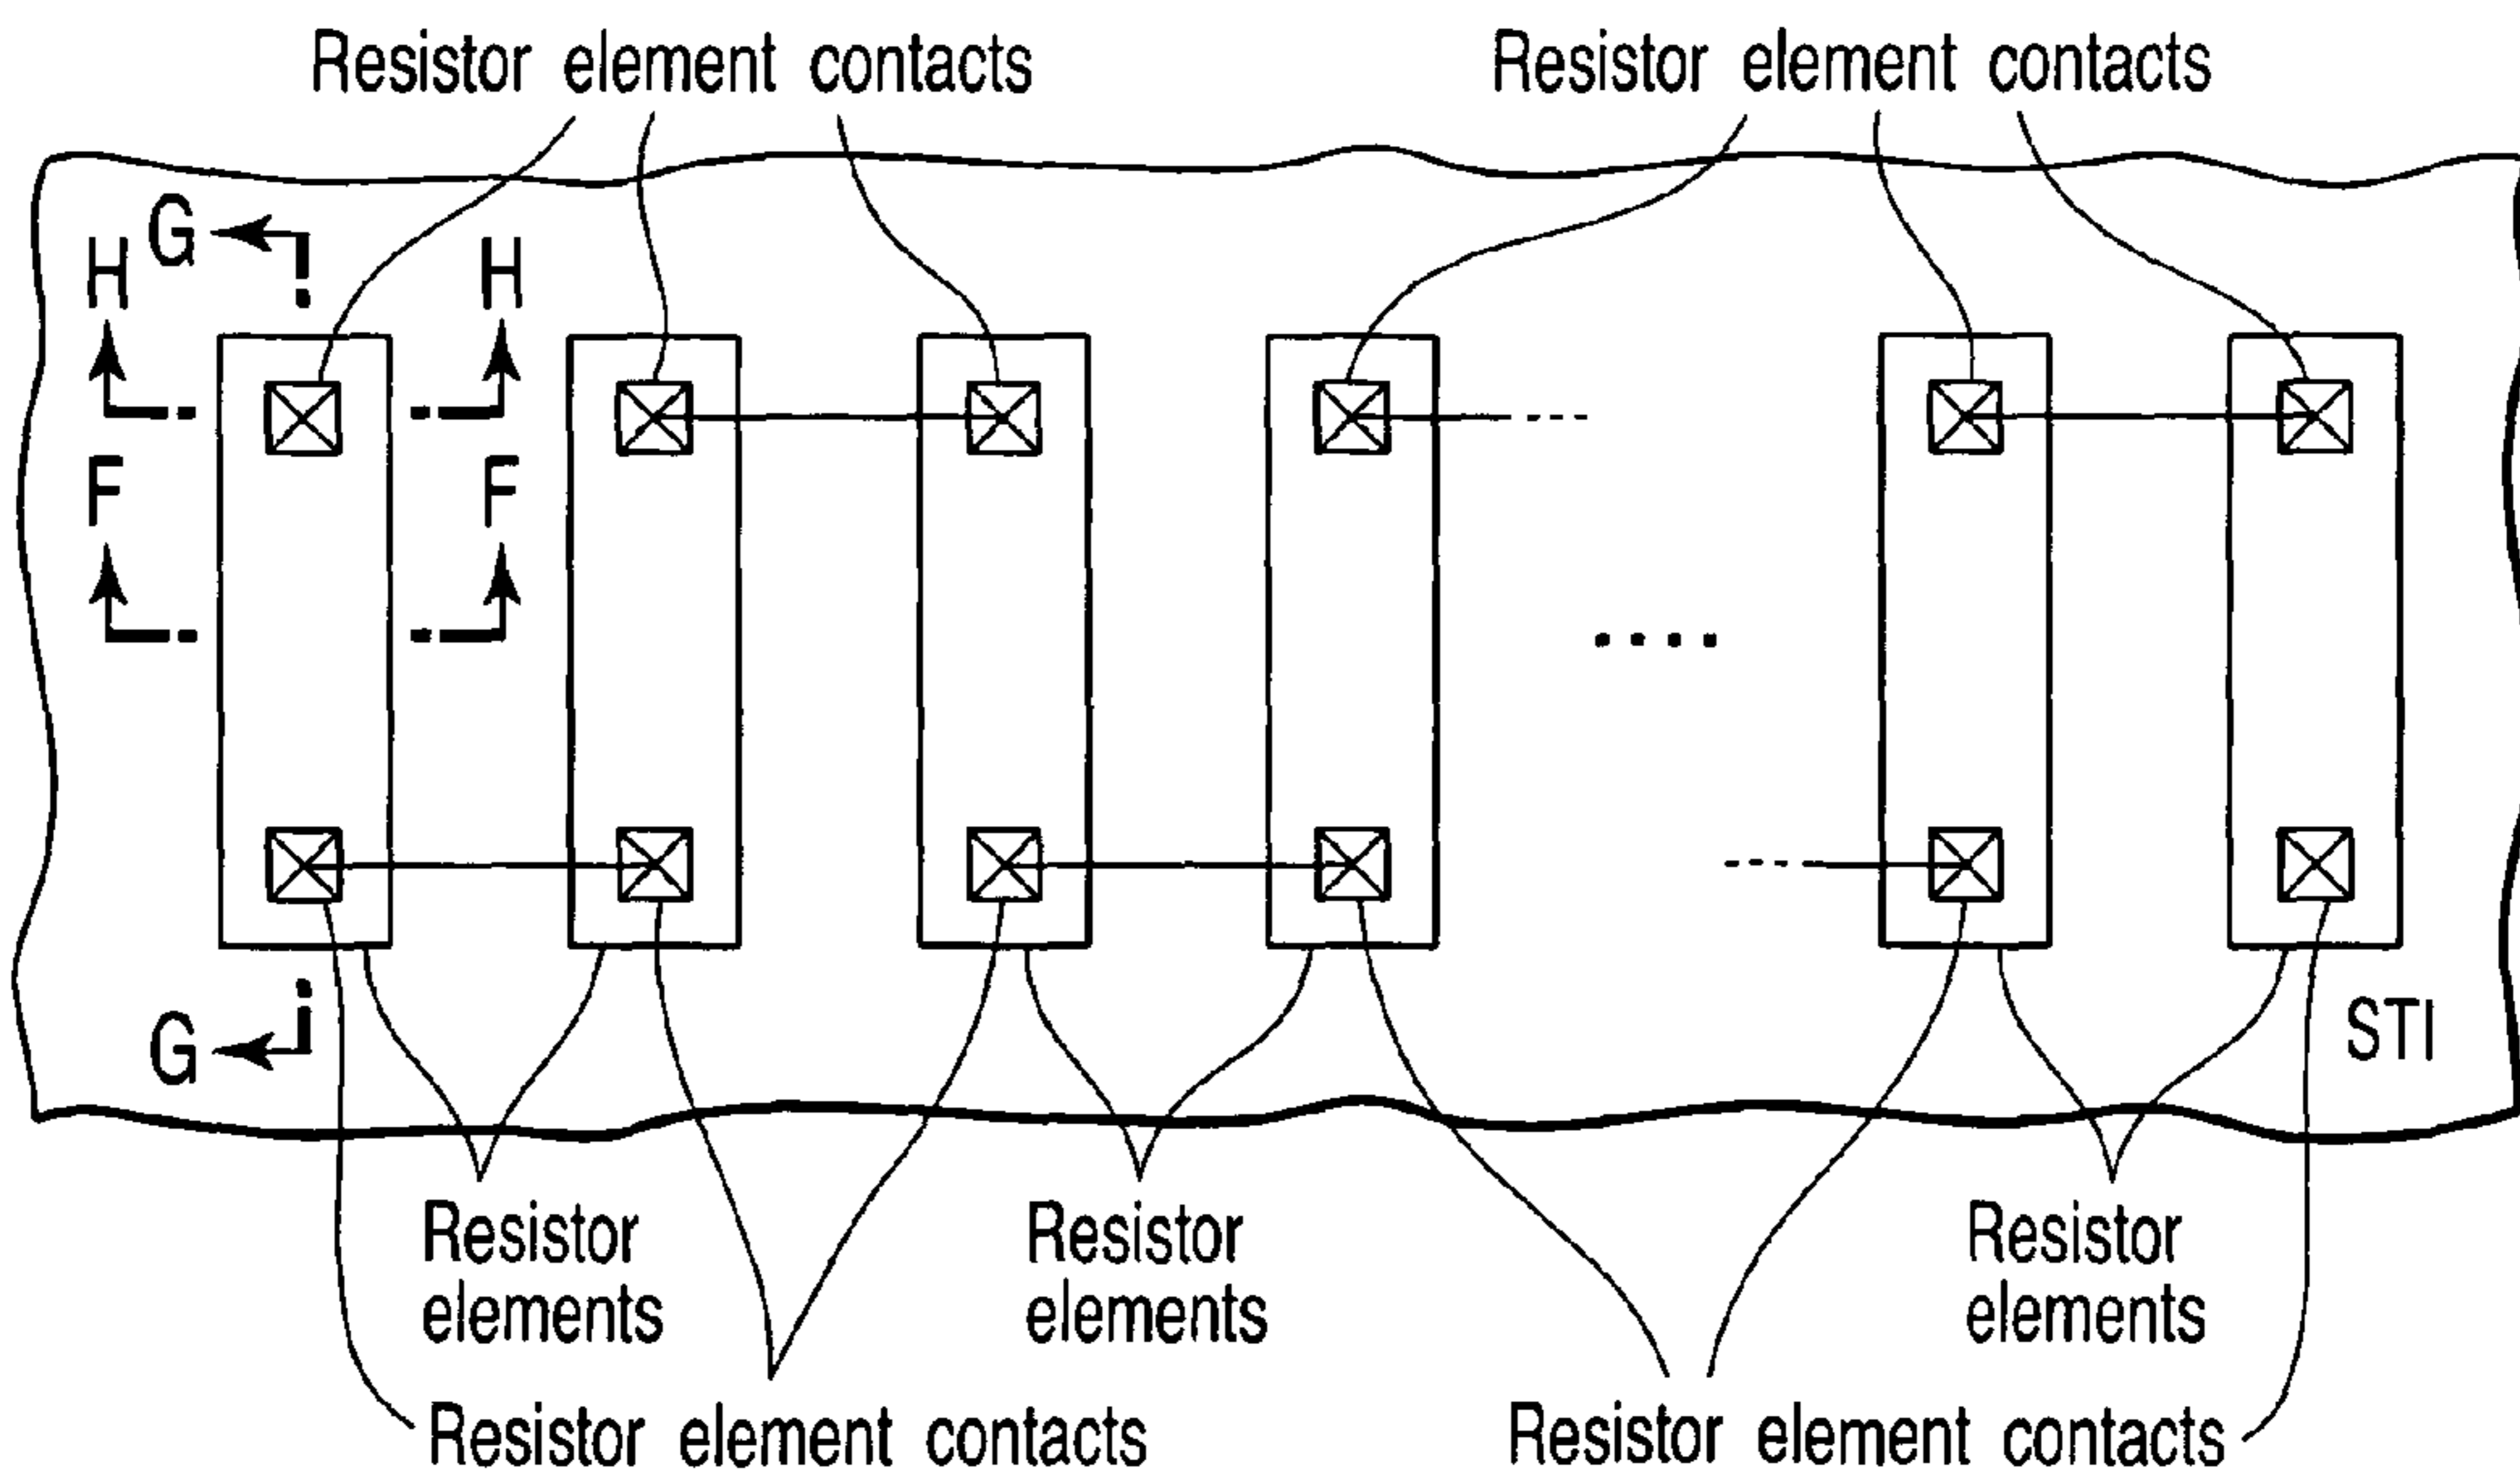 Resistor element contacts
Resistor element contacts
G
H
H
F
F
G
STI
Resistor
elements
Resistor
elements
Resistor
elements
Resistor element contacts
Resistor element contacts